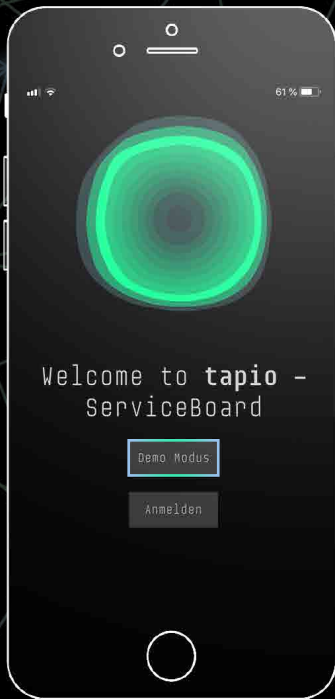 61 %
Welcome to tapio –
ServiceBoard
Demo Modus
Anmelden